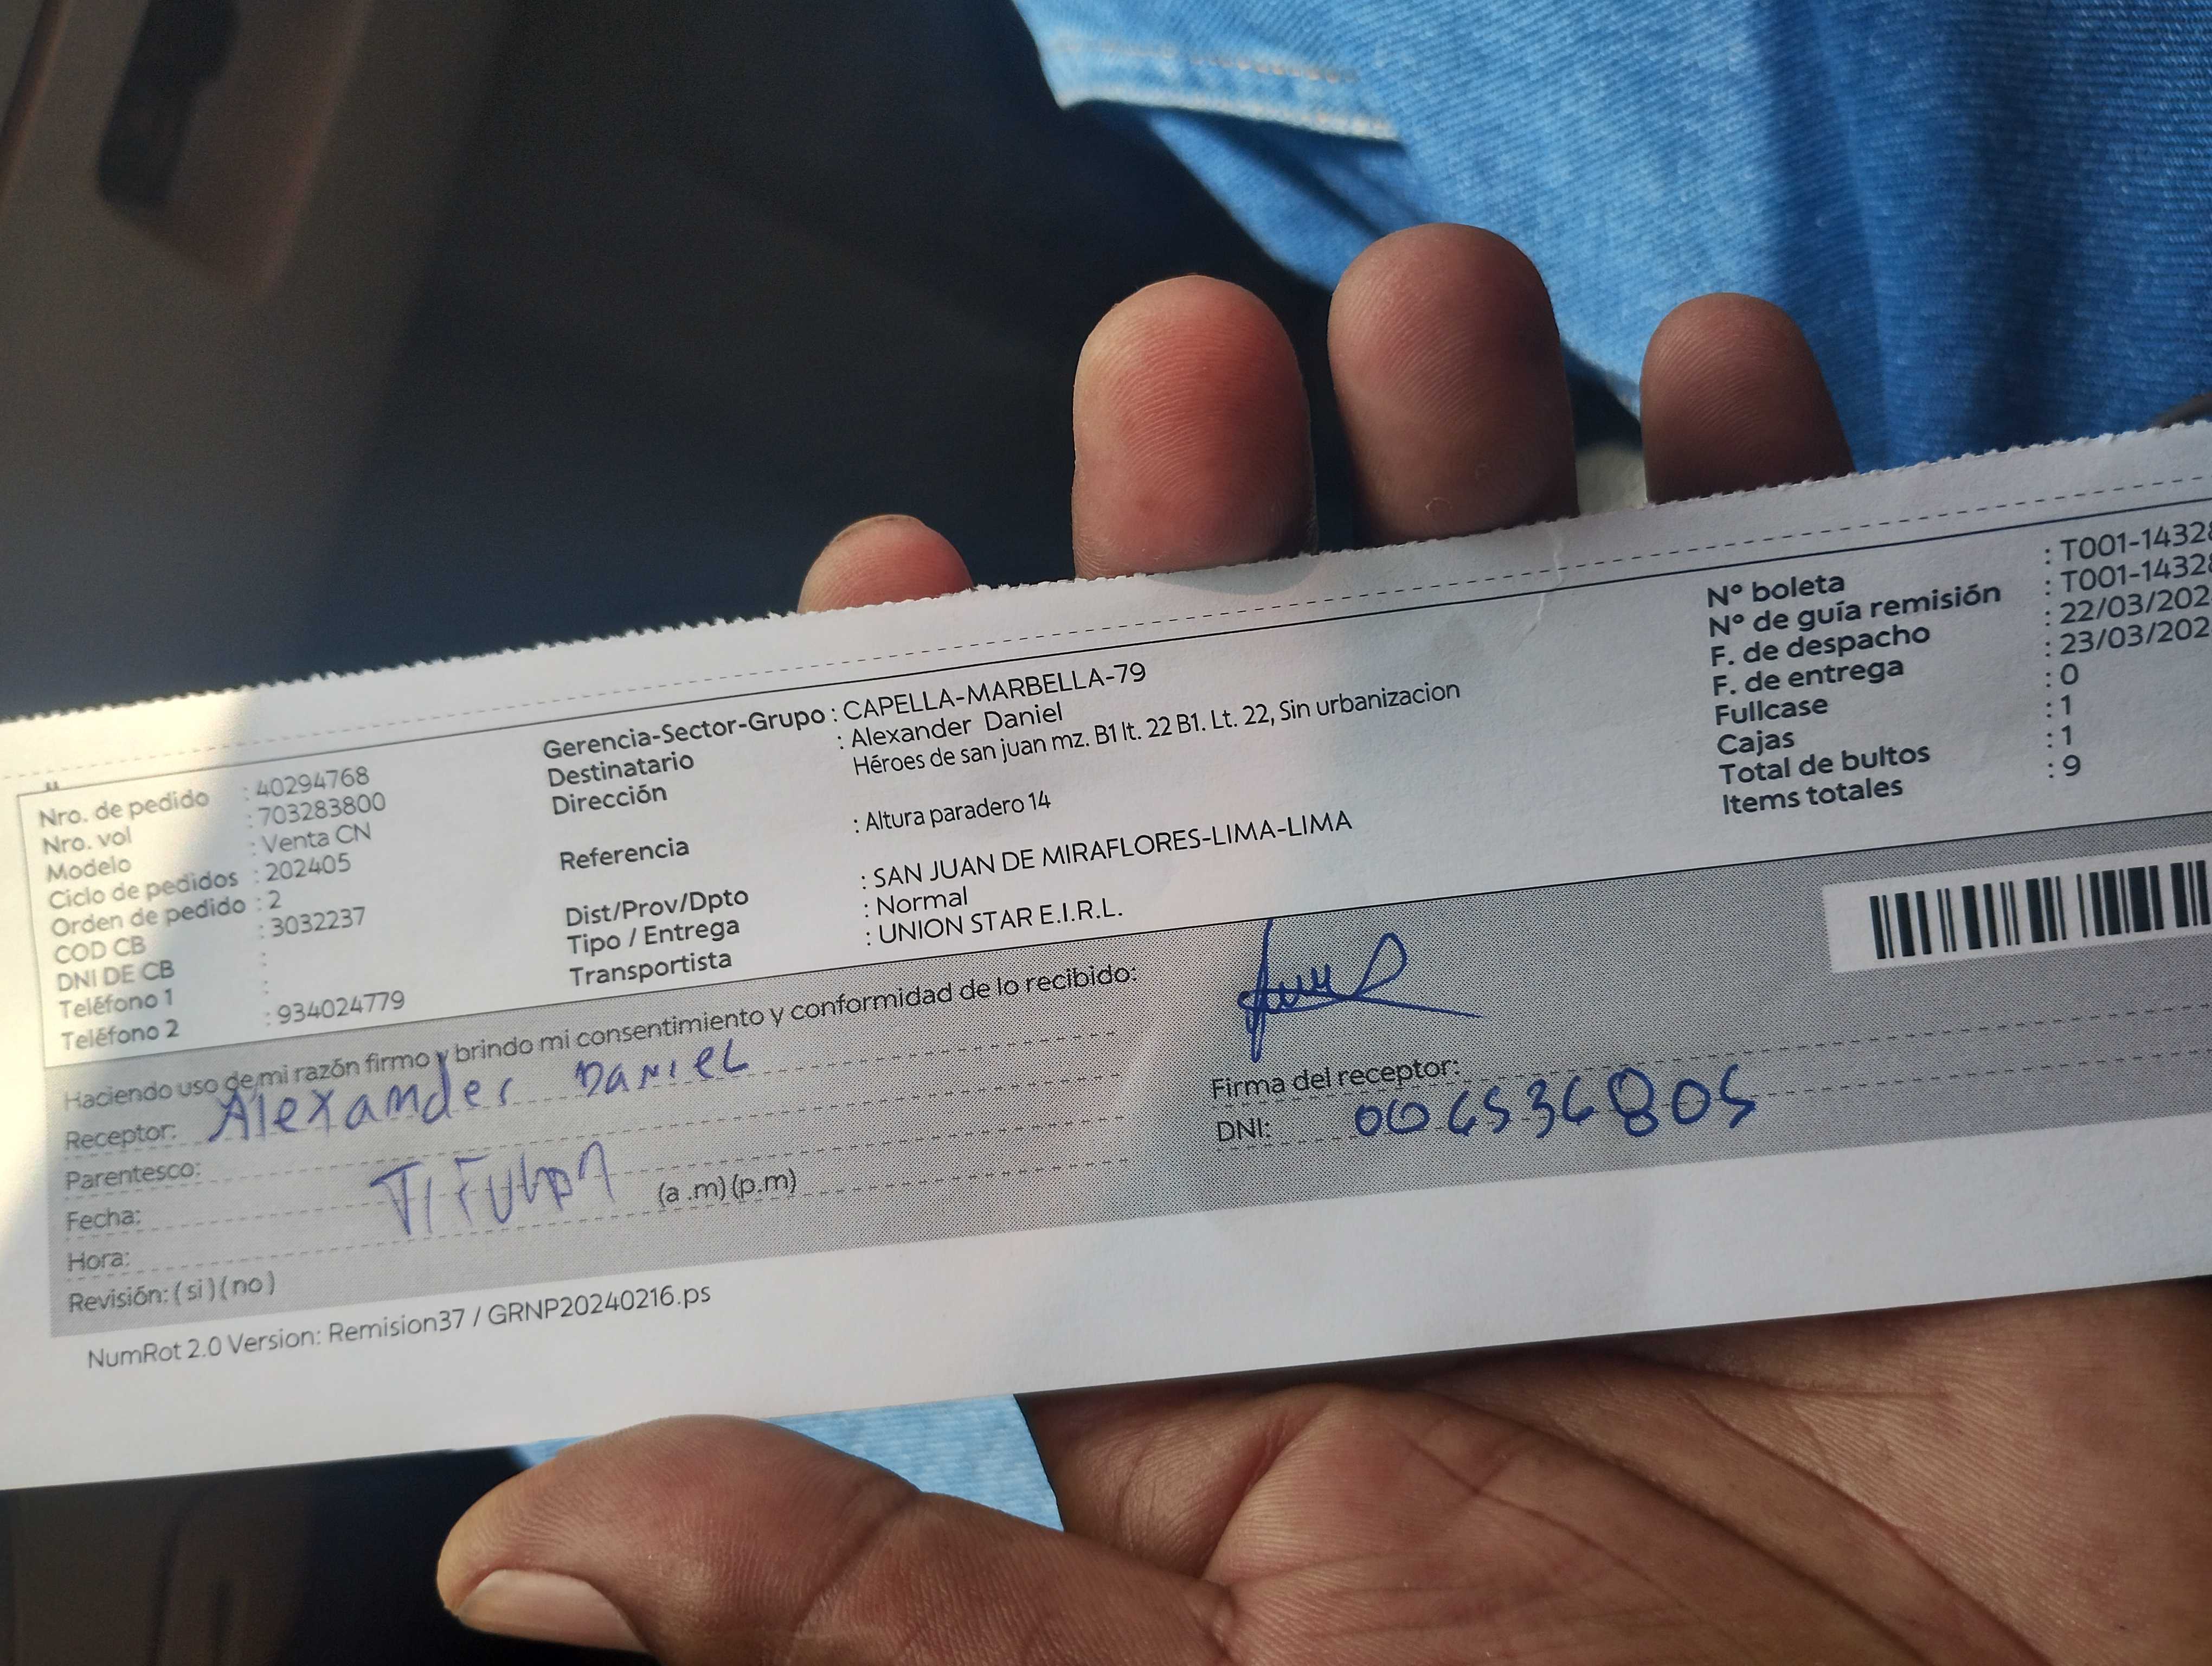 Nro. de pedido : 40294768
Nro. vol : 703283800
Modelo : Venta CN
Ciclo de pedidos : 202405
Orden de pedido : 2
COD CB : 3032237
DNI DE CB :
Teléfono 1 :
Teléfono 2 : 934024779
Gerencia-Sector-Grupo : CAPELLA-MARBELLA-79
Destinatario : Alexander Daniel
Dirección Héroes de san juan mz. B1 lt. 22 B1. Lt. 22, Sin urbanizacion
Referencia : Altura paradero 14
Dist/Prov/Dpto : SAN JUAN DE MIRAFLORES-LIMA-LIMA
Tipo / Entrega : Normal
Transportista : UNION STAR E.I.R.L.
Nº boleta : T001-1432
Nº de guía remisión : T001-1432
F. de despacho : 22/03/202
F. de entrega : 23/03/202
Fullcase : 0
Cajas : 1
Total de bultos : 1
Items totales : 9
Haciendo uso de mi razón firmo y brindo mi consentimiento y conformidad de lo recibido:
Receptor: Alexander DANIEL
Parentesco:
Fecha:
Hora: (a .m) (p.m)
Revisión: ( si ) ( no )
Firma del receptor:
DNI:
NumRot 2.0 Version: Remision37 / GRNP20240216.ps